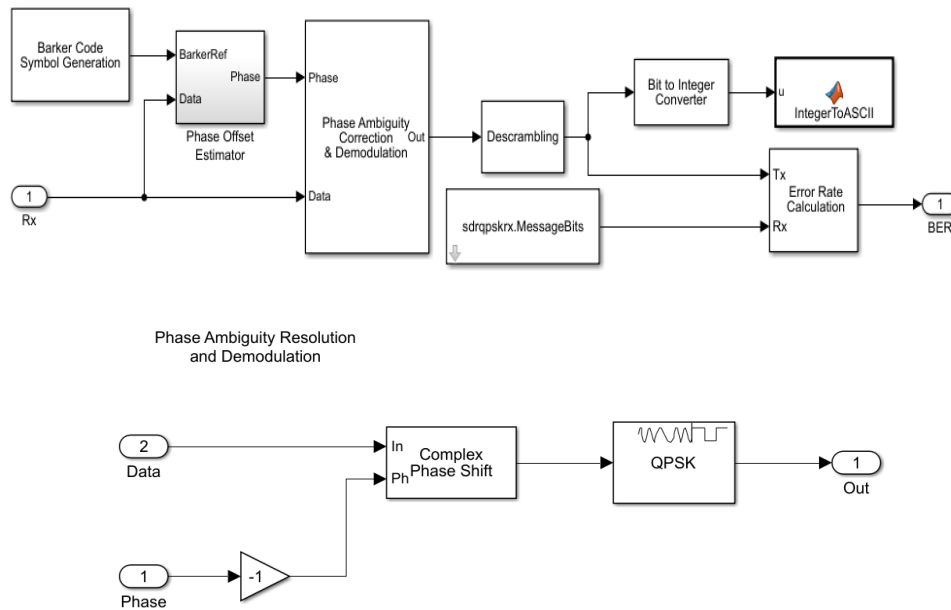 Barker Code
Symbol Generation
BarkerRef
Phase
Data
Phase Offset
Estimator
1
Rx
Phase
Phase Ambiguity
Correction
& Demodulation
Out
Data
Descrambling
Bit to Integer
Converter
u
IntegerToASCII
sdrqpskrx.MessageBits
Tx
Error Rate
Calculation
Rx
1
BER
Phase Ambiguity Resolution
and Demodulation
2
Data
In
Complex
Phase Shift
Ph
QPSK
1
Out
1
Phase
-1